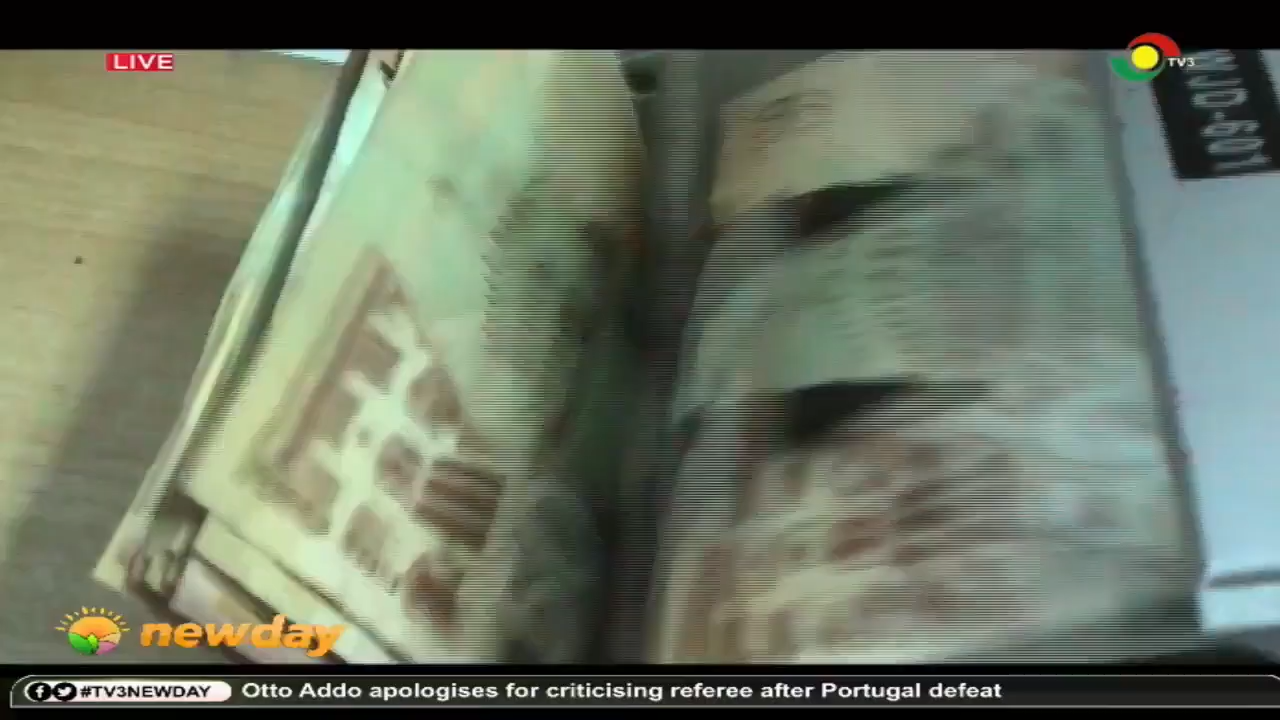 LIVE
TV3
newday
#TV3NEWDAY
Otto Addo apologises for criticising referee after Portugal defeat